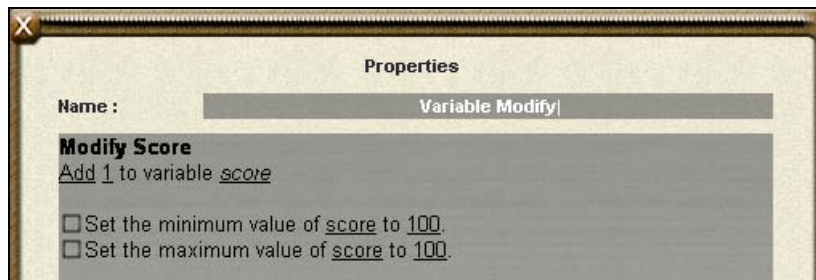 X
Properties
Name : Variable Modify
Modify Score
Add 1 to variable score
Set the minimum value of score to 100.
Set the maximum value of score to 100.